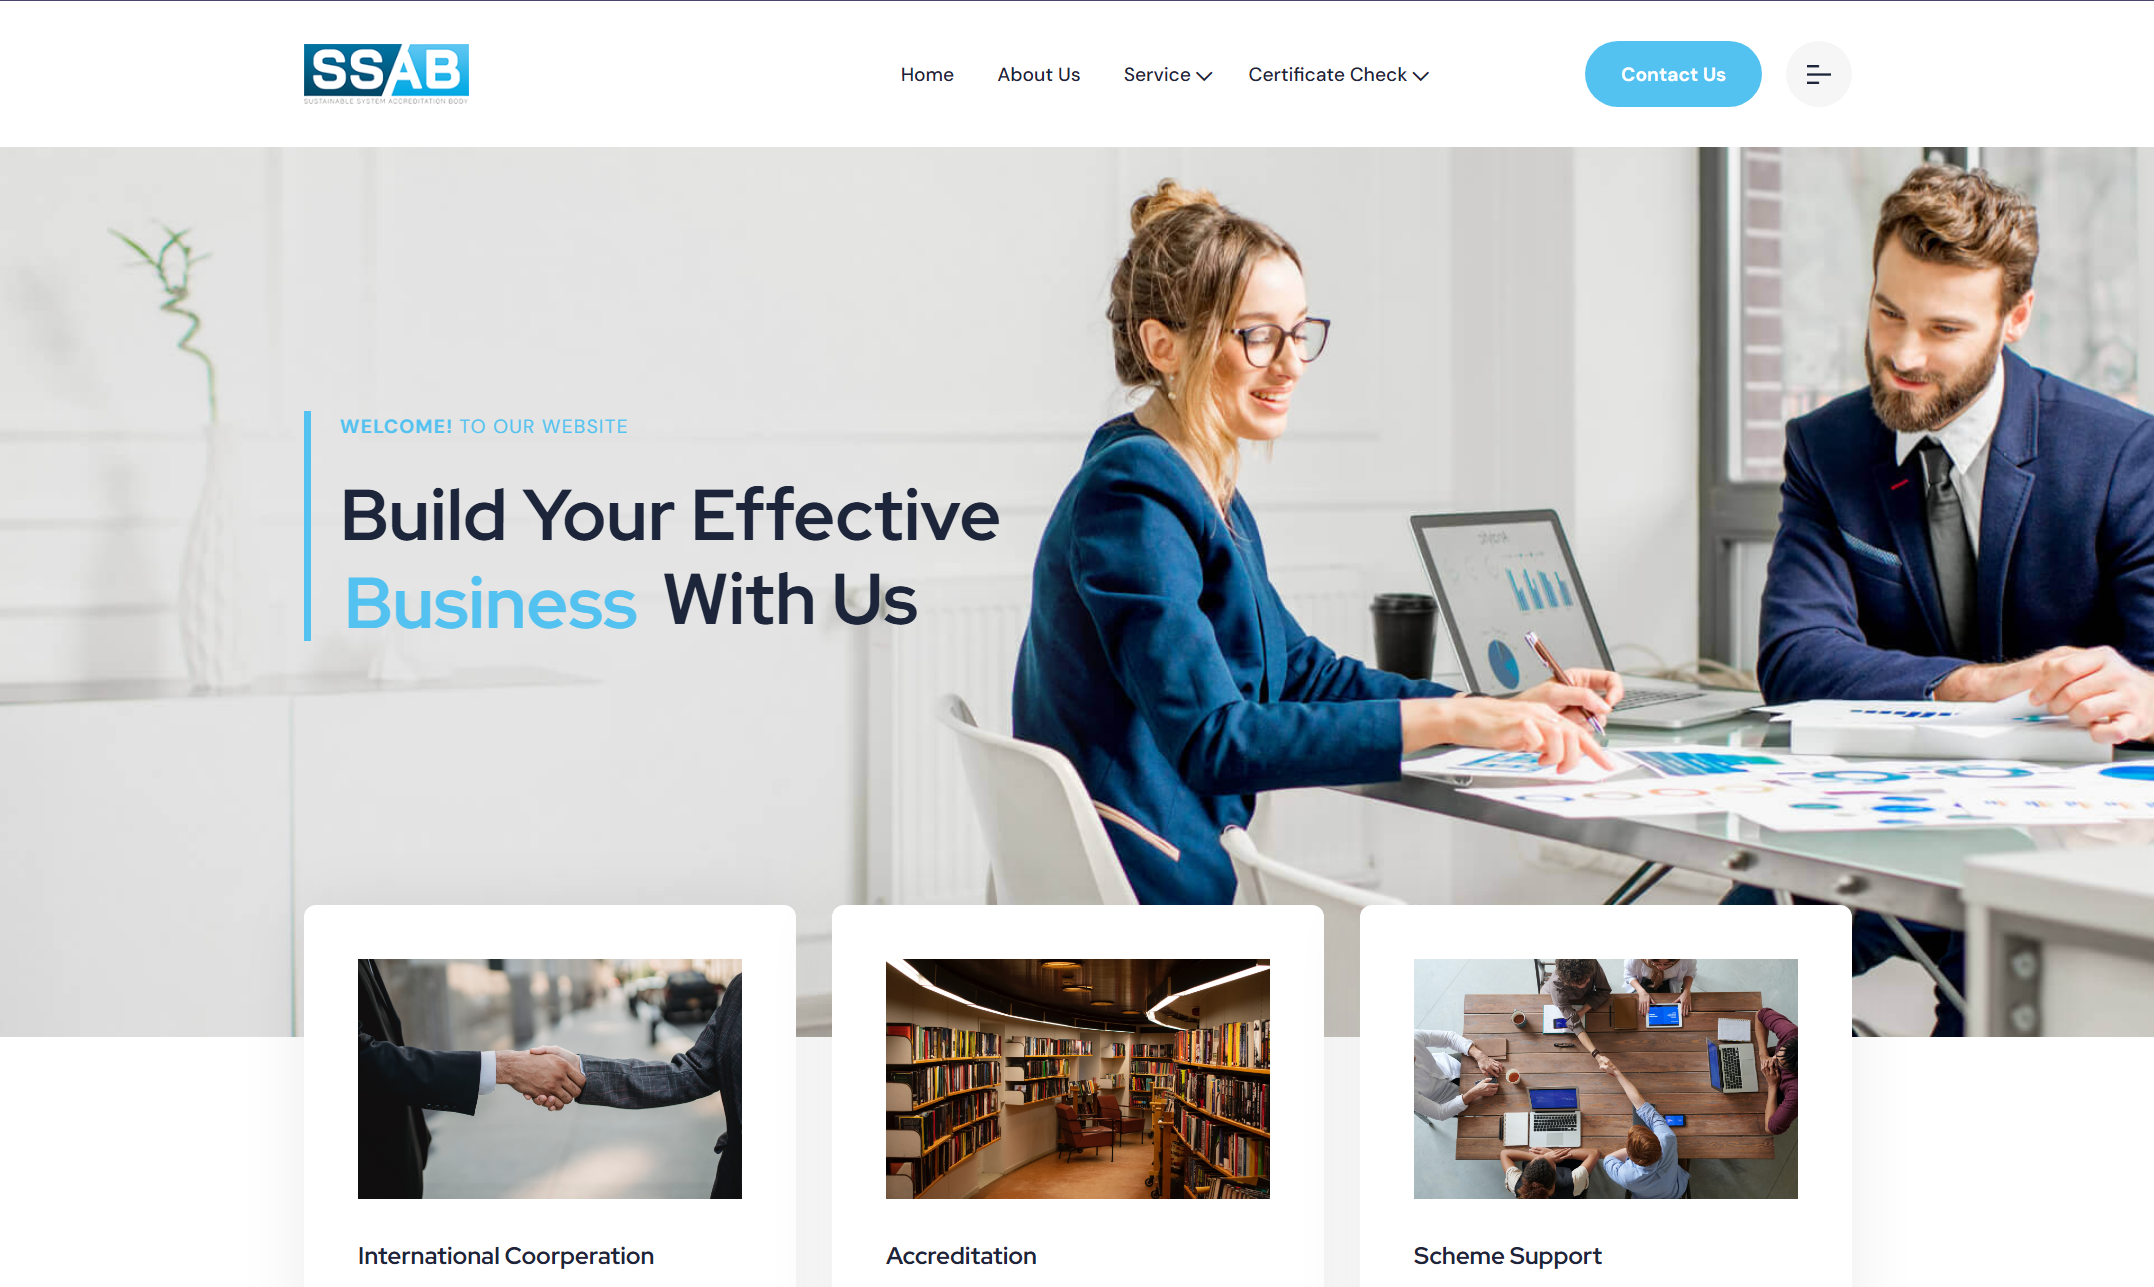 SSAB
SUSTAINABLE SYSTEM ACCREDITATION BODY
Home
About Us
Service
Certificate Check
Contact Us
WELCOME! TO OUR WEBSITE
Build Your Effective
Business With Us
International Coorperation
Accreditation
Scheme Support